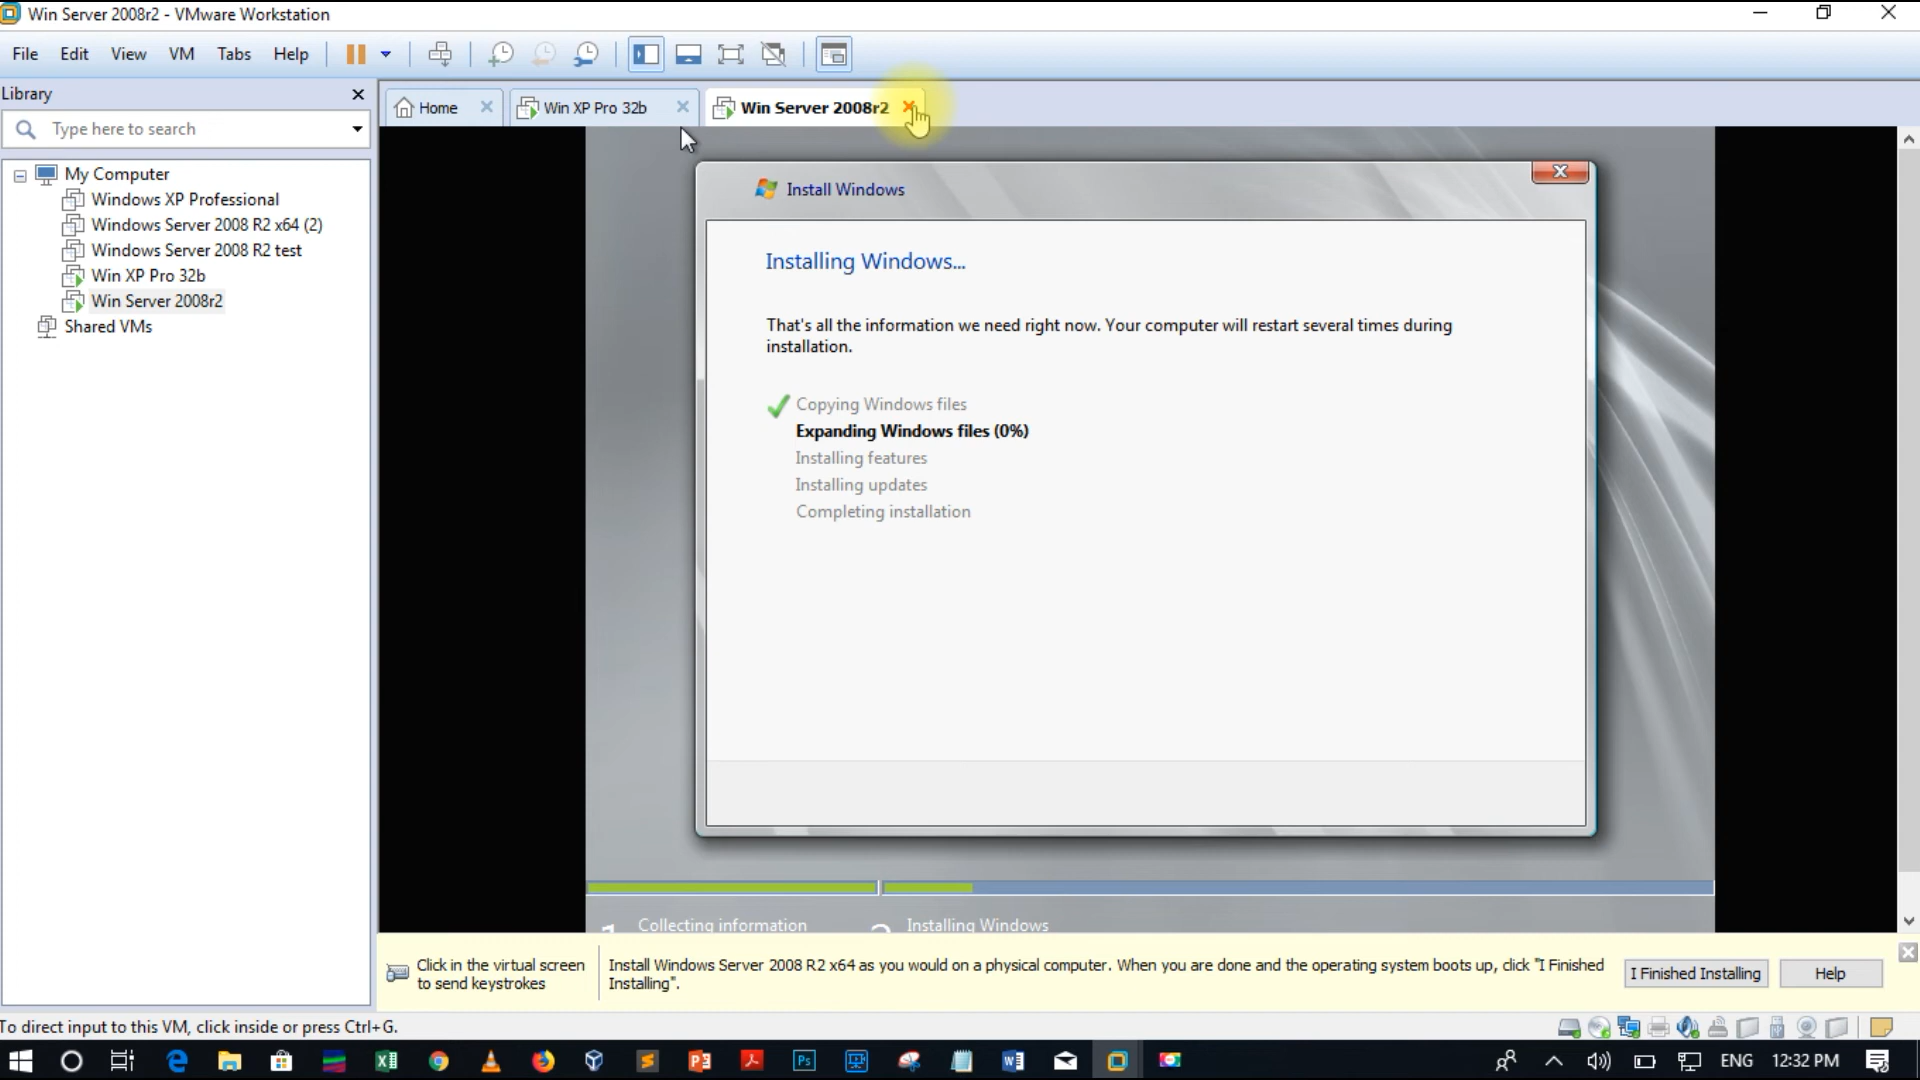 Win Server 2008r2 - VMware Workstation
File Edit View VM Tabs Help
Library
Type here to search
Home
Win XP Pro 32b
Win Server 2008r2
My Computer
Windows XP Professional
Windows Server 2008 R2 x64 (2)
Windows Server 2008 R2 test
Win XP Pro 32b
Win Server 2008r2
Shared VMs
Install Windows
Installing Windows...
That's all the information we need right now. Your computer will restart several times during
installation.
Copying Windows files
Expanding Windows files (0%)
Installing features
Installing updates
Completing installation
Collecting information
Installing Windows
Click in the virtual screen
to send keystrokes
Install Windows Server 2008 R2 x64 as you would on a physical computer. When you are done and the operating system boots up, click "I Finished
Installing".
I Finished Installing
Help
To direct input to this VM, click inside or press Ctrl+G.
ENG 12:32 PM